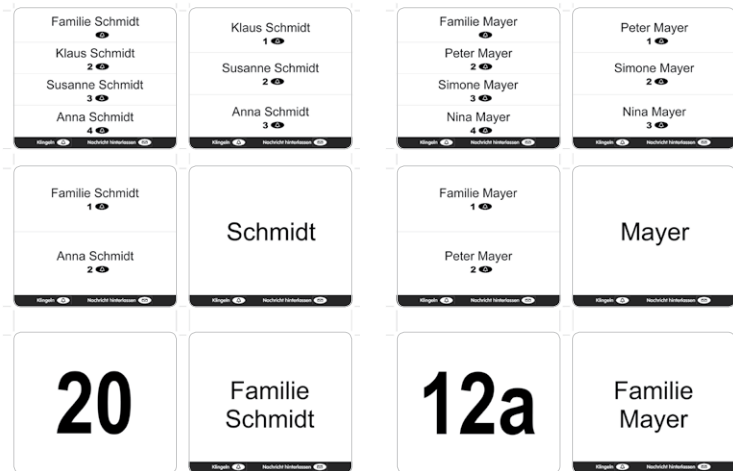 Familie Schmidt
Klaus Schmidt
2
Susanne Schmidt
3
Anna Schmidt
4
Klingeln Nachricht hinterlassen
Klaus Schmidt
1
Susanne Schmidt
2
Anna Schmidt
3
Klingeln Nachricht hinterlassen
Familie Mayer
Peter Mayer
2
Simone Mayer
3
Nina Mayer
4
Klingeln Nachricht hinterlassen
Peter Mayer
1
Simone Mayer
2
Nina Mayer
3
Klingeln Nachricht hinterlassen
Familie Schmidt
1
Anna Schmidt
2
Klingeln Nachricht hinterlassen
Schmidt
Klingeln Nachricht hinterlassen
Familie Mayer
1
Peter Mayer
2
Klingeln Nachricht hinterlassen
Mayer
Klingeln Nachricht hinterlassen
20
Familie
Schmidt
Klingeln Nachricht hinterlassen
12a
Familie
Mayer
Klingeln Nachricht hinterlassen